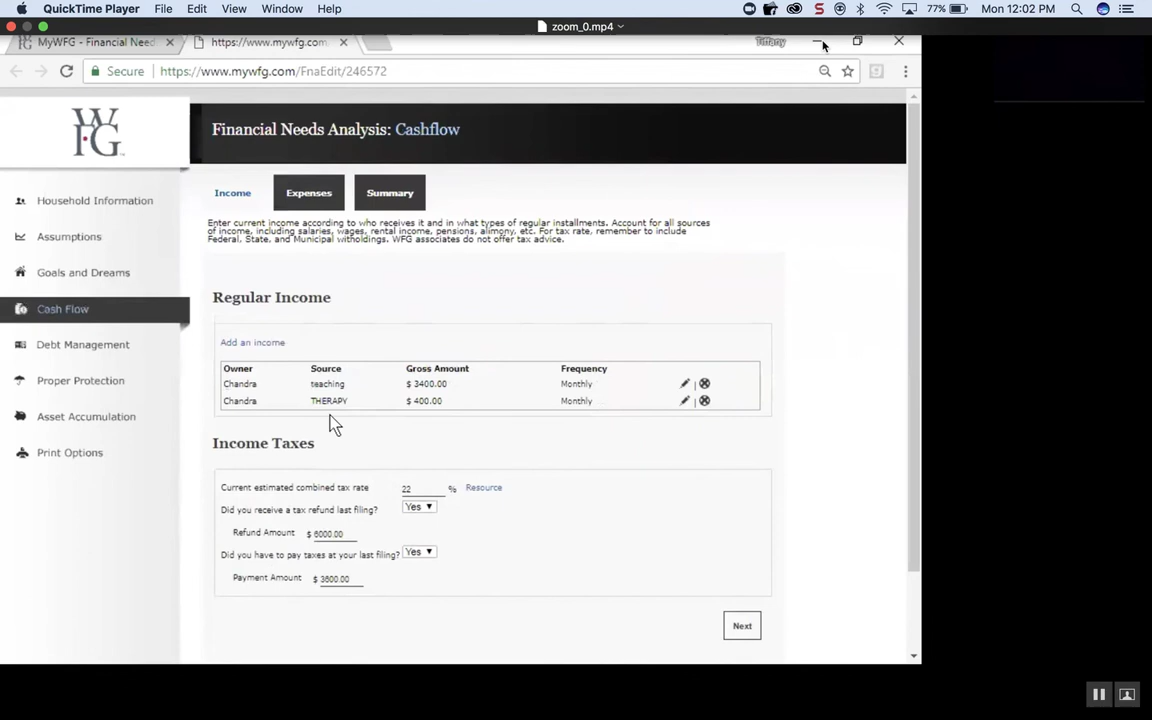 QuickTime Player File Edit View Window Help 77% Mon 12:02 PM
zoom_0.mp4
MyWFG - Financial Need: https://www.mywfg.com Tiffany
Secure https://www.mywfg.com/FnaEdit/246572
WFG
Financial Needs Analysis: Cashflow
Household Information
Assumptions
Goals and Dreams
Cash Flow
Debt Management
Proper Protection
Asset Accumulation
Print Options
Income Expenses Summary
Enter current income according to who receives it and in what types of regular installments. Account for all sources
of income, including salaries, wages, rental income, pensions, alimony, etc. For tax rate, remember to include
Federal, State, and Municipal witholdings. WFG associates do not offer tax advice.
Regular Income
Add an income
Owner Source Gross Amount Frequency
Chandra teaching $ 3400.00 Monthly |
Chandra THERAPY $ 400.00 Monthly |
Income Taxes
Current estimated combined tax rate 22 % Resource
Did you receive a tax refund last filing? Yes
Refund Amount $ 6000.00
Did you have to pay taxes at your last filing? Yes
Payment Amount $ 3600.00
Next